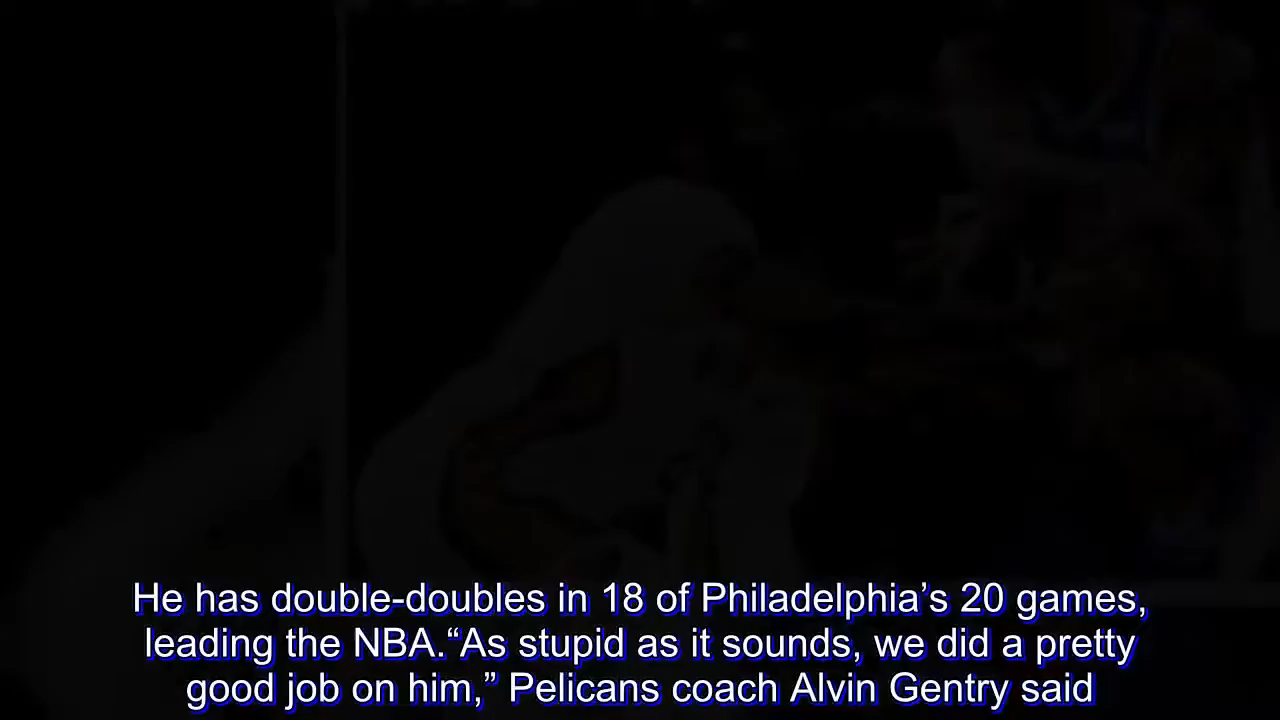 He has double-doubles in 18 of Philadelphia’s 20 games,
leading the NBA.“As stupid as it sounds, we did a pretty
good job on him,” Pelicans coach Alvin Gentry said